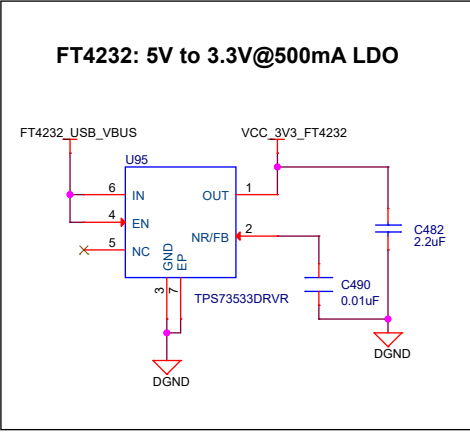 FT4232: 5V to 3.3V@500mA LDO
FT4232_USB_VBUS
VCC_3V3_FT4232
U95
6 IN
OUT 1
4 EN
NR/FB 2
5 NC
GND
EP
3
7
TPS73533DRVR
C482
2.2uF
C490
0.01uF
DGND
DGND